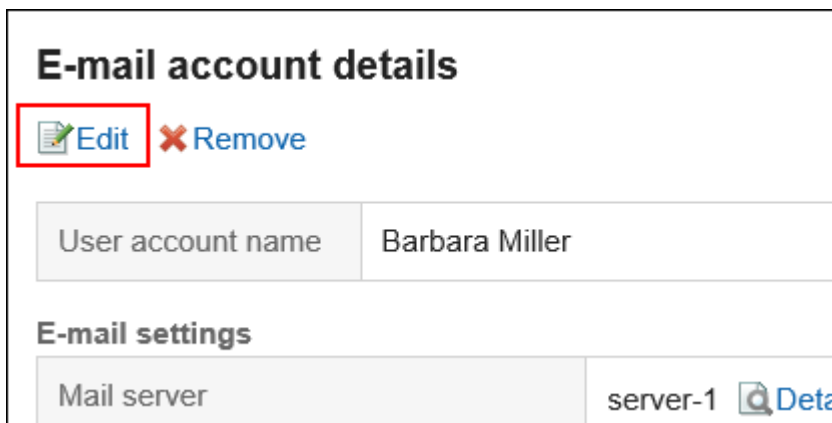 E-mail account details
Edit Remove
User account name Barbara Miller
E-mail settings
Mail server server-1